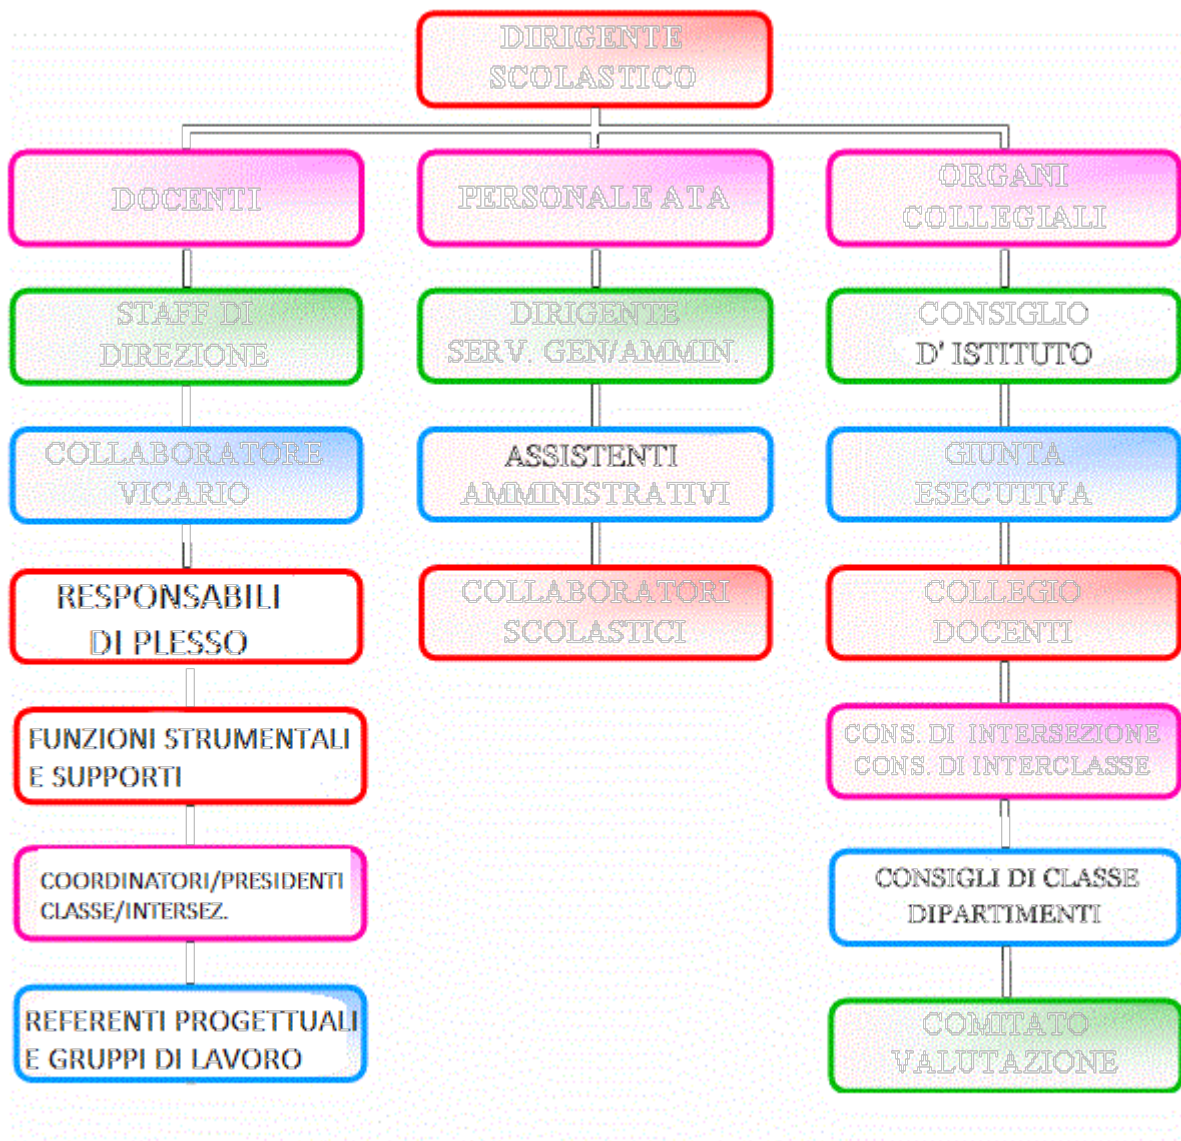 DIRIGENTE
SCOLASTICO
DOCENTI
PERSONALE ATA
ORGANI
COLLEGIALI
STAFF DI
DIREZIONE
DIRIGENTE
SERV. GEN/AMMIN.
CONSIGLIO
D' ISTITUTO
COLLABORATORE
VICARIO
ASSISTENTI
AMMINISTRATIVI
GIUNTA
ESECUTIVA
RESPONSABILI
DI PLESSO
COLLABORATORI
SCOLASTICI
COLLEGIO
DOCENTI
FUNZIONI STRUMENTALI
E SUPPORTI
CONS. DI INTERSEZIONE
CONS. DI INTERCLASSE
COORDINATORI/PRESIDENTI
CLASSE/INTERSEZ.
CONSIGLI DI CLASSE
DIPARTIMENTI
REFERENTI PROGETTUALI
E GRUPPI DI LAVORO
COMITATO
VALUTAZIONE